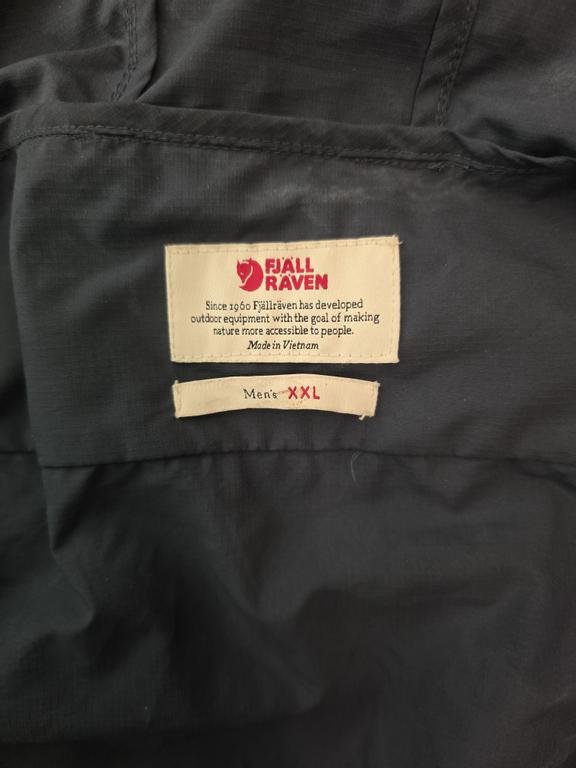 FJÄLL
RÄVEN
Since 1960 Fjällräven has developed
outdoor equipment with the goal of making
nature more accessible to people.
Made in Vietnam
Men's XXL